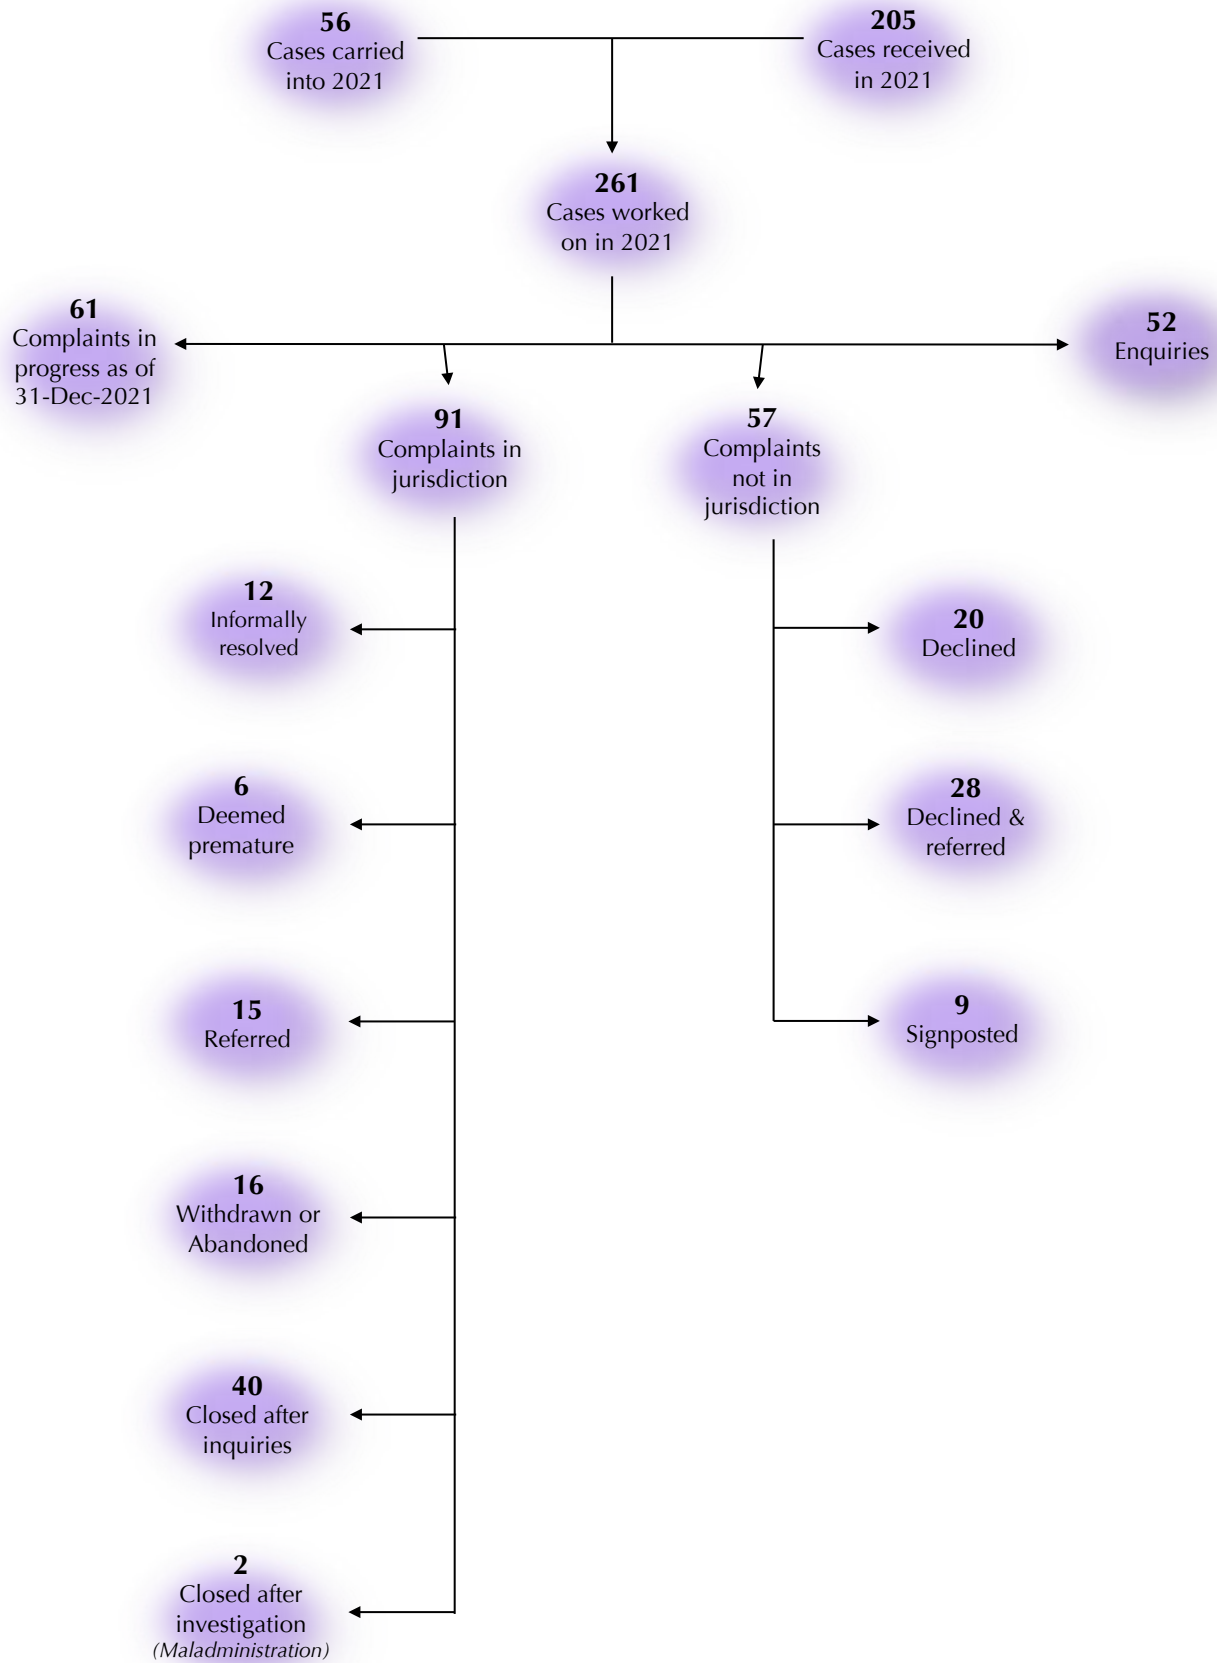 56
Cases carried
into 2021
205
Cases received
in 2021
261
Cases worked
on in 2021
61
Complaints in
progress as of
31-Dec-2021
52
Enquiries
91
Complaints in
jurisdiction
57
Complaints
not in
jurisdiction
12
Informally
resolved
20
Declined
6
Deemed
premature
28
Declined &
referred
15
Referred
9
Signposted
16
Withdrawn or
Abandoned
40
Closed after
inquiries
2
Closed after
investigation
(Maladministration)